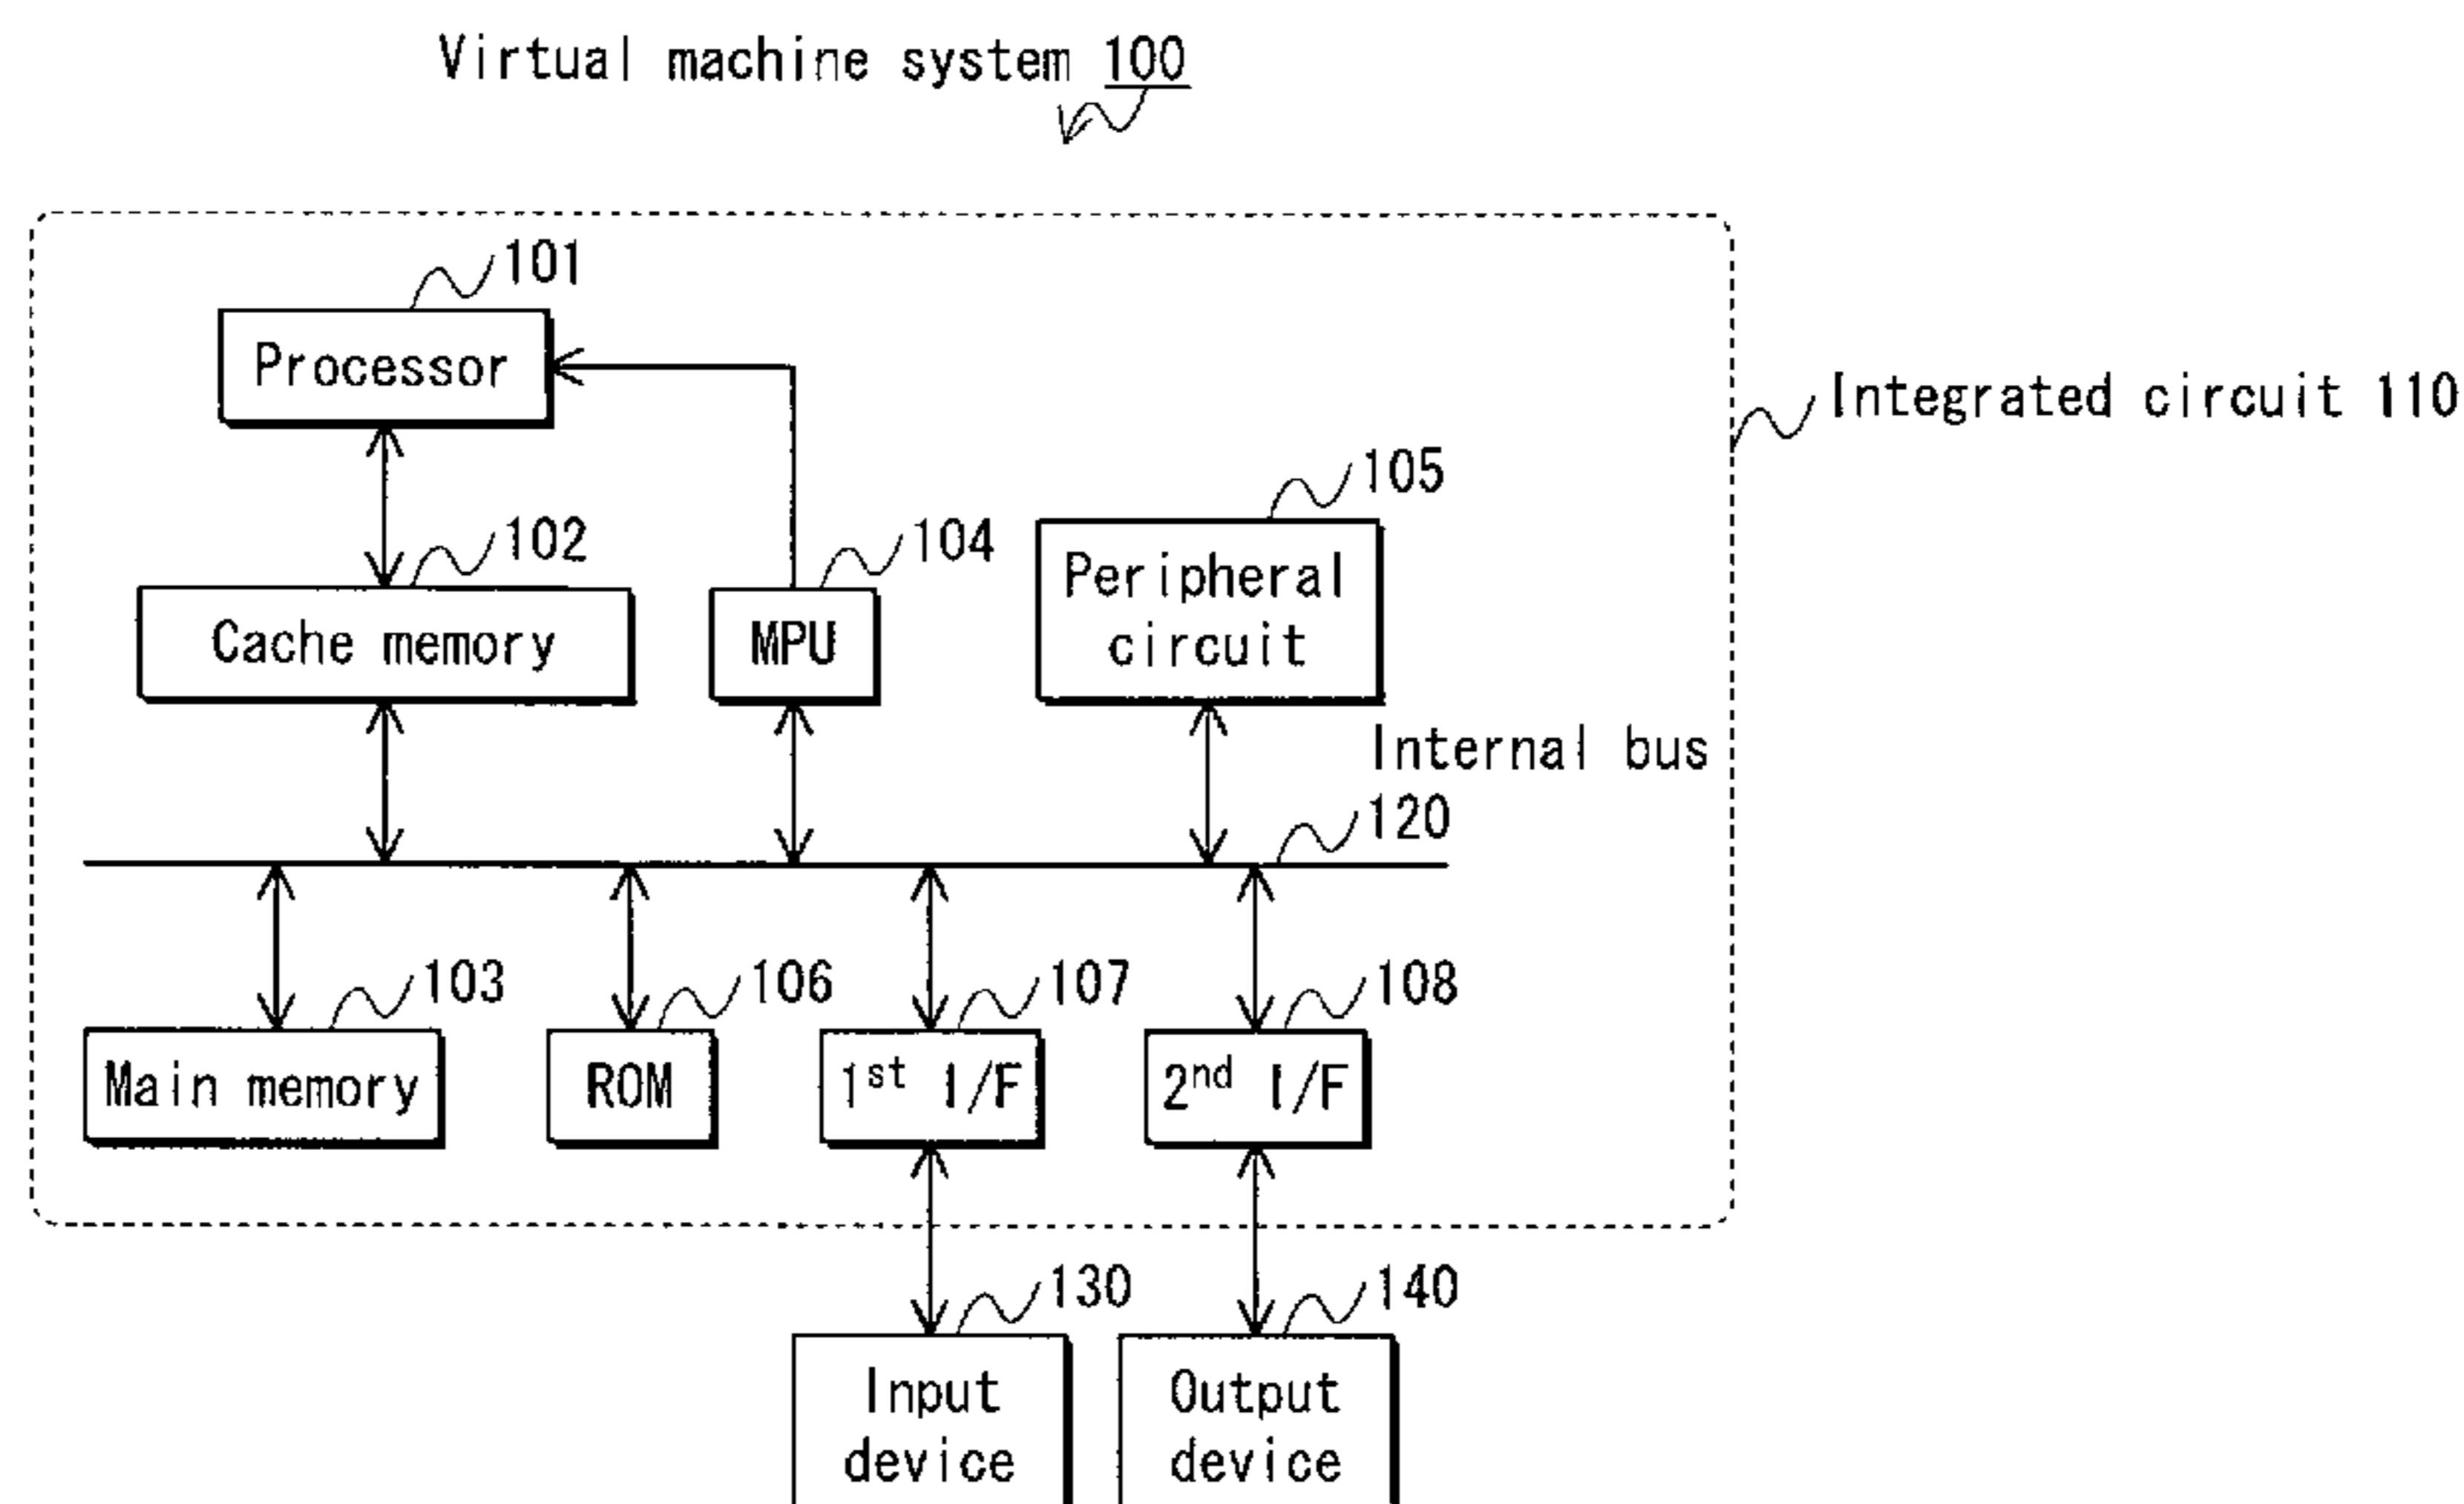 Virtual machine system 100
101
Processor
Integrated circuit 110
105
102
104
Peripheral
circuit
Cache memory
MPU
Internal bus
120
103
106
107
108
Main memory
ROM
1st I/F
2nd I/F
130
140
Input
device
Output
device